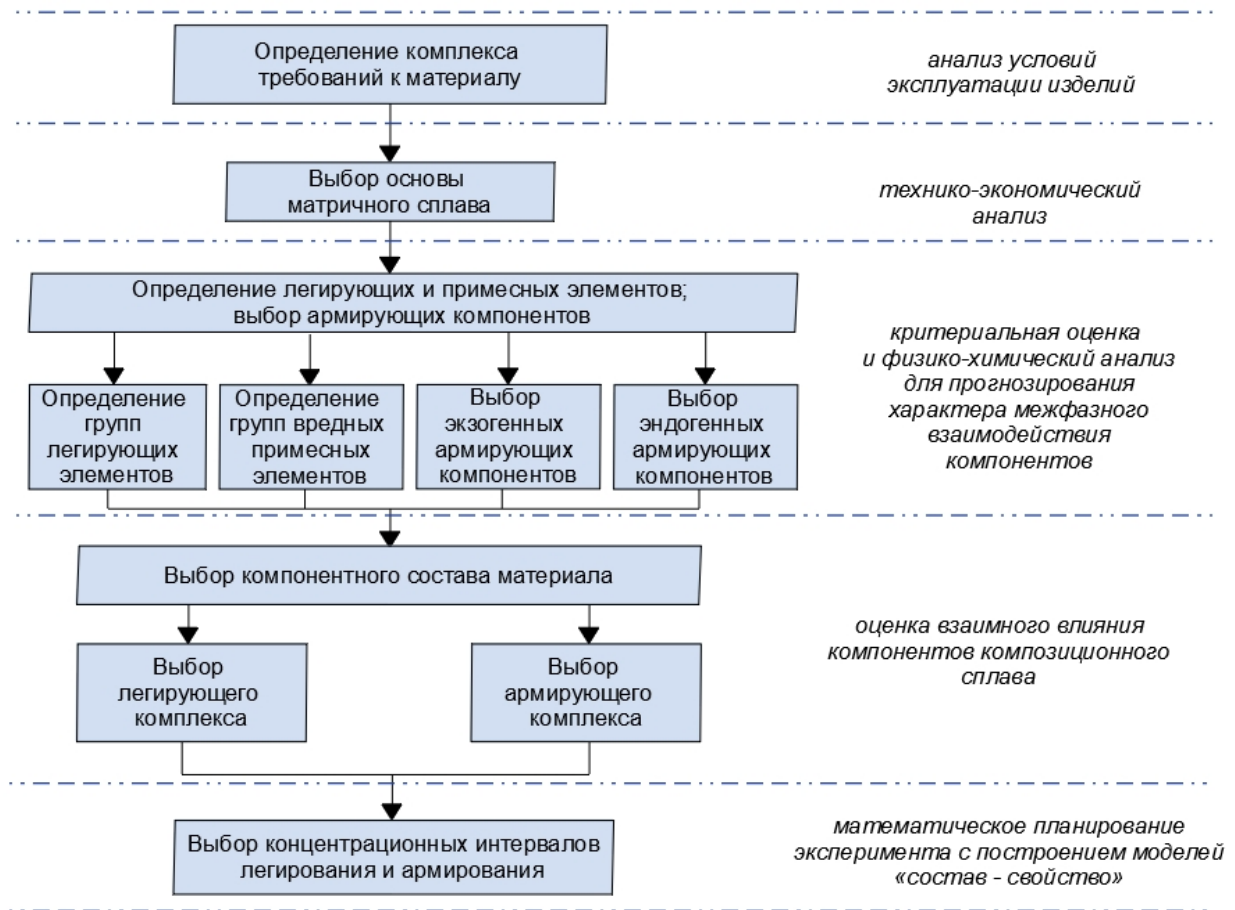 Определение комплекса
требований к материалу
анализ условий
эксплуатации изделий
Выбор основы
матричного сплава
технико-экономический
анализ
Определение легирующих и примесных элементов;
выбор армирующих компонентов
Определение
групп
легирующих
элементов
Определение
групп вредных
примесных
элементов
Выбор
экзогенных
армирующих
компонентов
Выбор
эндогенных
армирующих
компонентов
критериальная оценка
и физико-химический анализ
для прогнозирования
характера межфазного
взаимодействия
компонентов
Выбор компонентного состава материала
Выбор
легирующего
комплекса
Выбор
армирующего
комплекса
оценка взаимного влияния
компонентов композиционного
сплава
Выбор концентрационных интервалов
легирования и армирования
математическое планирование
эксперимента с построением моделей
«состав - свойство»